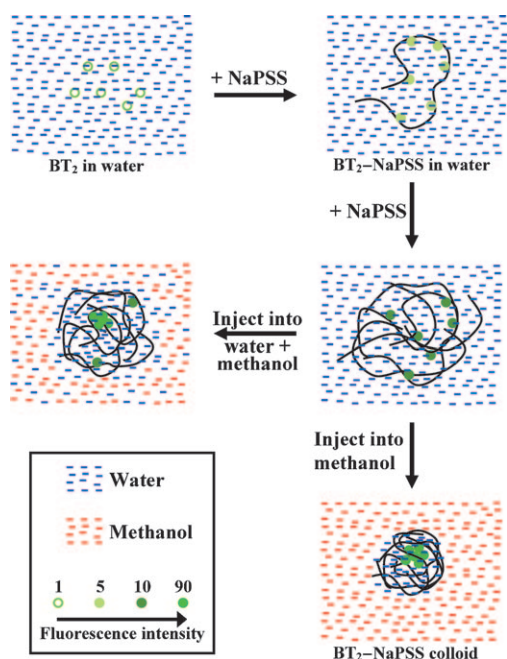 + NaPSS
BT₂ in water
BT₂–NaPSS in water
+ NaPSS
Inject into
water +
methanol
Inject into
methanol
Water
Methanol
1 5 10 90
Fluorescence intensity
BT₂–NaPSS colloid